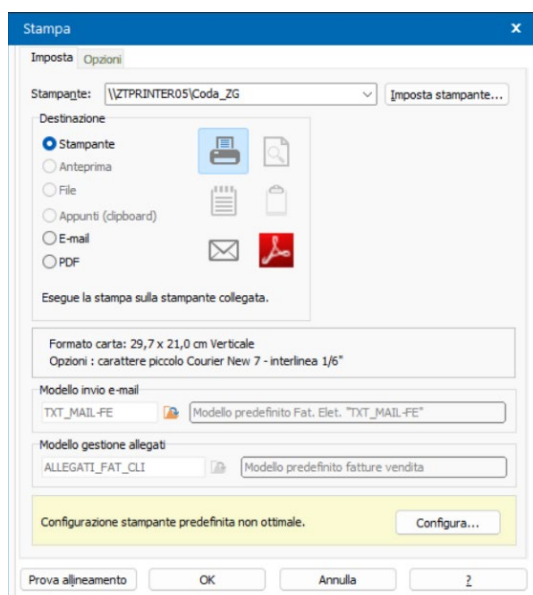 Stampa x
Imposta Opzioni
Stampante: \\ZTPRINTER05\Coda_ZG Imposta stampante...
Destinazione
Stampante
Anteprima
File
Appunti (clipboard)
E-mail
PDF
Esegue la stampa sulla stampante collegata.
Formato carta: 29,7 x 21,0 cm Verticale
Opzioni : carattere piccolo Courier New 7 - interlinea 1/6"
Modello invio e-mail
TXT_MAIL-FE Modello predefinito Fat. Elet. "TXT_MAIL-FE"
Modello gestione allegati
ALLEGATI_FAT_CLI Modello predefinito fatture vendita
Configurazione stampante predefinita non ottimale. Configura...
Prova allineamento OK Annulla ?